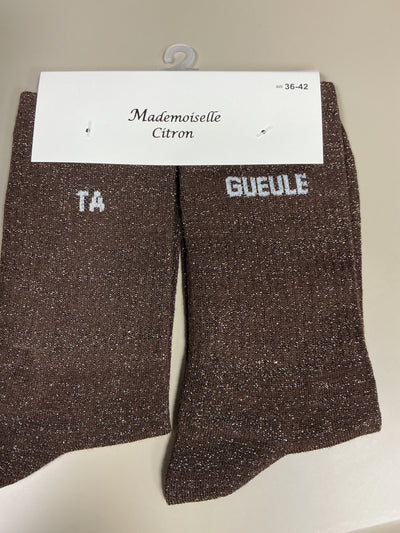 36-42
Mademoiselle
Citron
TA
GUEULE